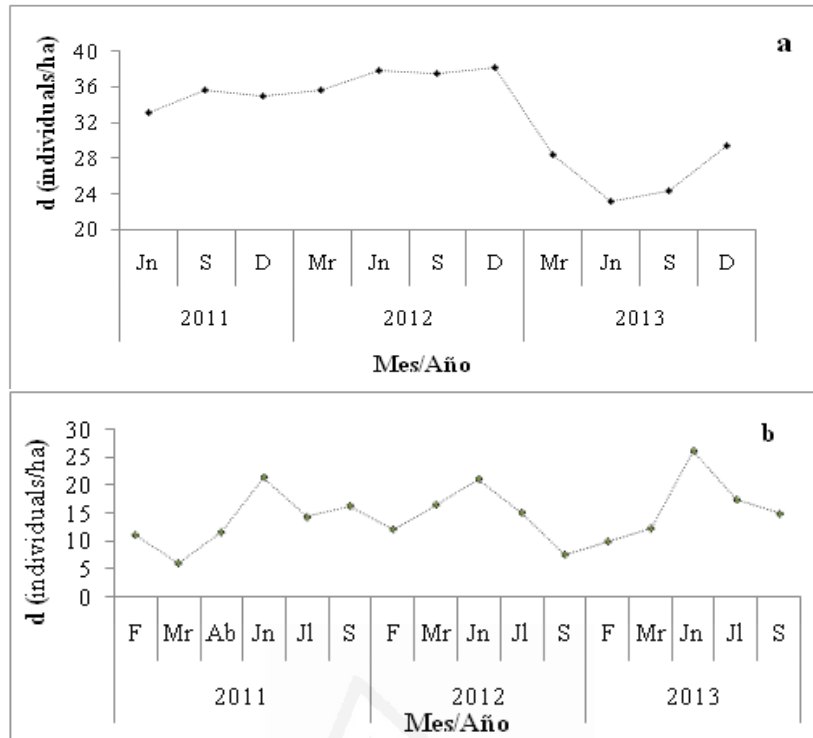 a
d (individuals/ha)
40
36
32
28
24
20
Jn S D Mr Jn S D Mr Jn S D
2011 2012 2013
Mes/Año
b
d (individuals/ha)
30
25
20
15
10
5
0
F Mr Ab Jn Jl S F Mr Jn Jl S F Mr Jn Jl S
2011 2012 2013
Mes/Año